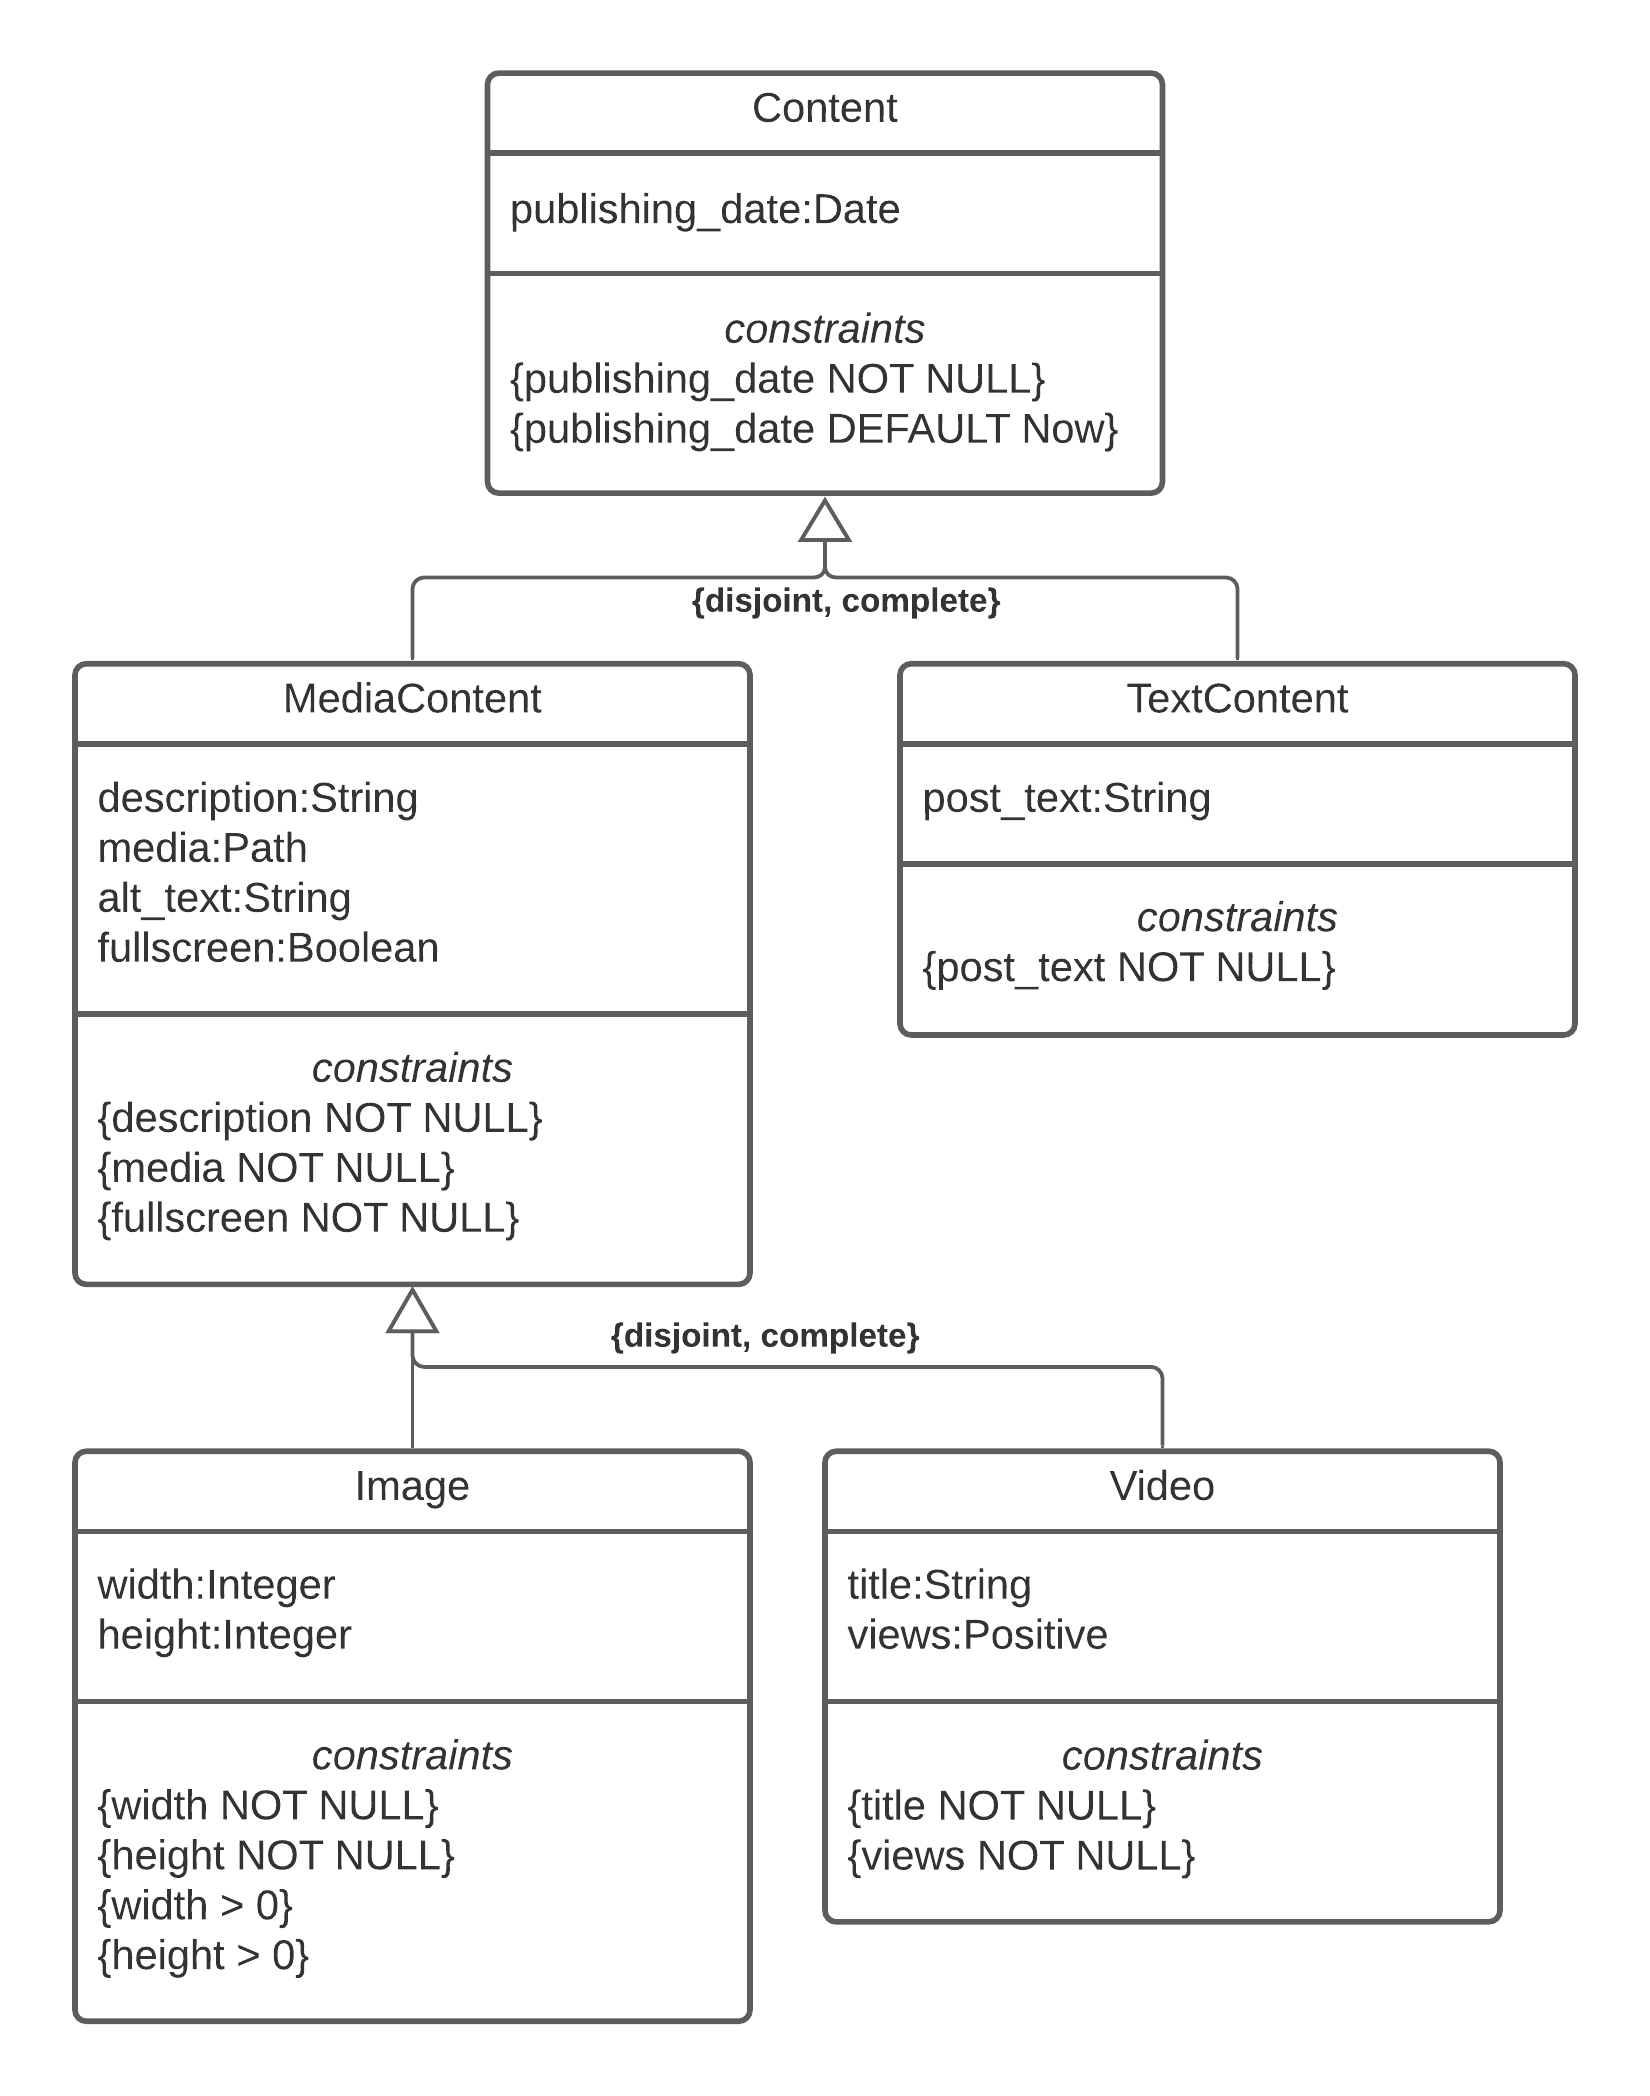 Content
publishing_date:Date
constraints
{publishing_date NOT NULL}
{publishing_date DEFAULT Now}
{disjoint, complete}
MediaContent
description:String
media:Path
alt_text:String
fullscreen:Boolean
constraints
{description NOT NULL}
{media NOT NULL}
{fullscreen NOT NULL}
TextContent
post_text:String
constraints
{post_text NOT NULL}
{disjoint, complete}
Image
width:Integer
height:Integer
constraints
{width NOT NULL}
{height NOT NULL}
{width > 0}
{height > 0}
Video
title:String
views:Positive
constraints
{title NOT NULL}
{views NOT NULL}